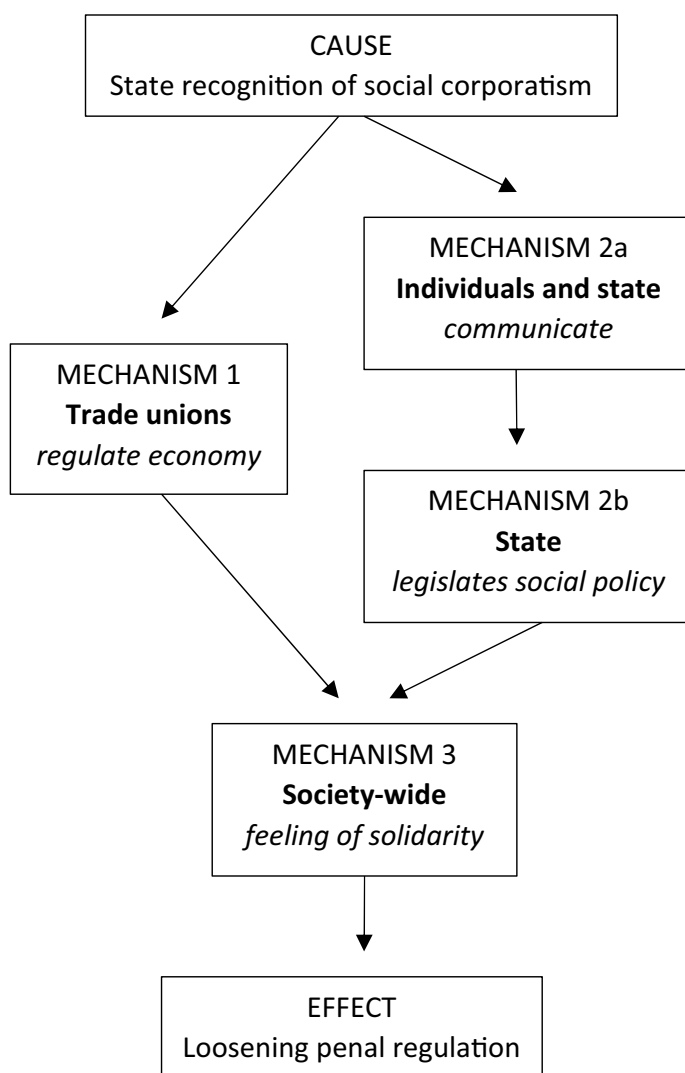 CAUSE
State recognition of social corporatism
MECHANISM 2a
Individuals and state
communicate
MECHANISM 1
Trade unions
regulate economy
MECHANISM 2b
State
legislates social policy
MECHANISM 3
Society-wide
feeling of solidarity
EFFECT
Loosening penal regulation